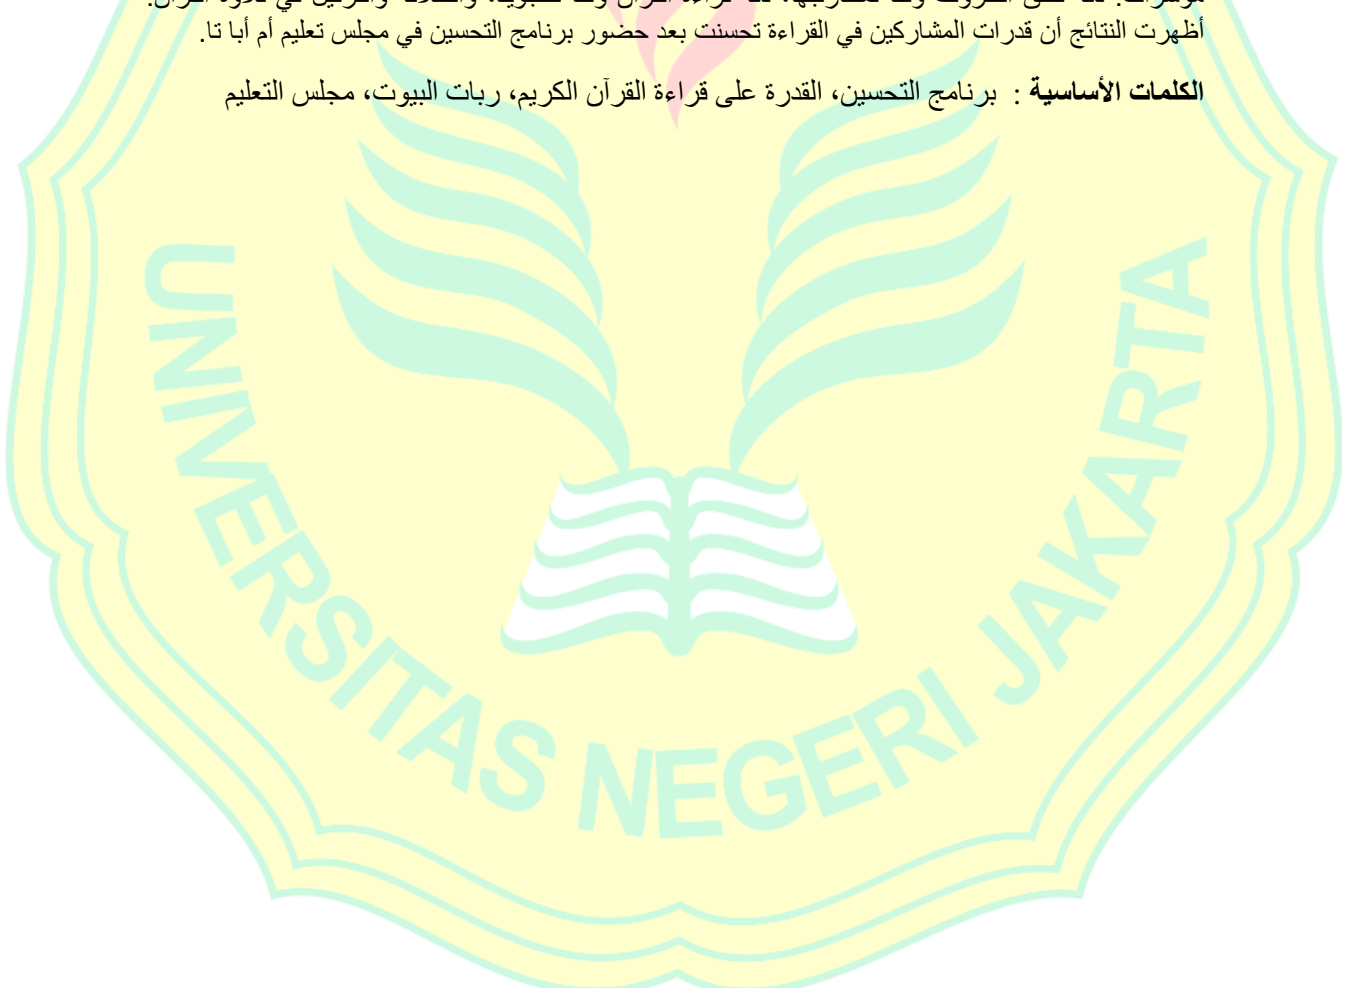 أظهرت النتائج أن قدرات المشاركين في القراءة تحسنت بعد حضور برنامج التحسين في مجلس تعليم أم أبا تا.
الكلمات الأساسية : برنامج التحسين، القدرة على قراءة القرآن الكريم، ربات البيوت، مجلس التعليم
UNIVERSITAS NEGERI JAKARTA